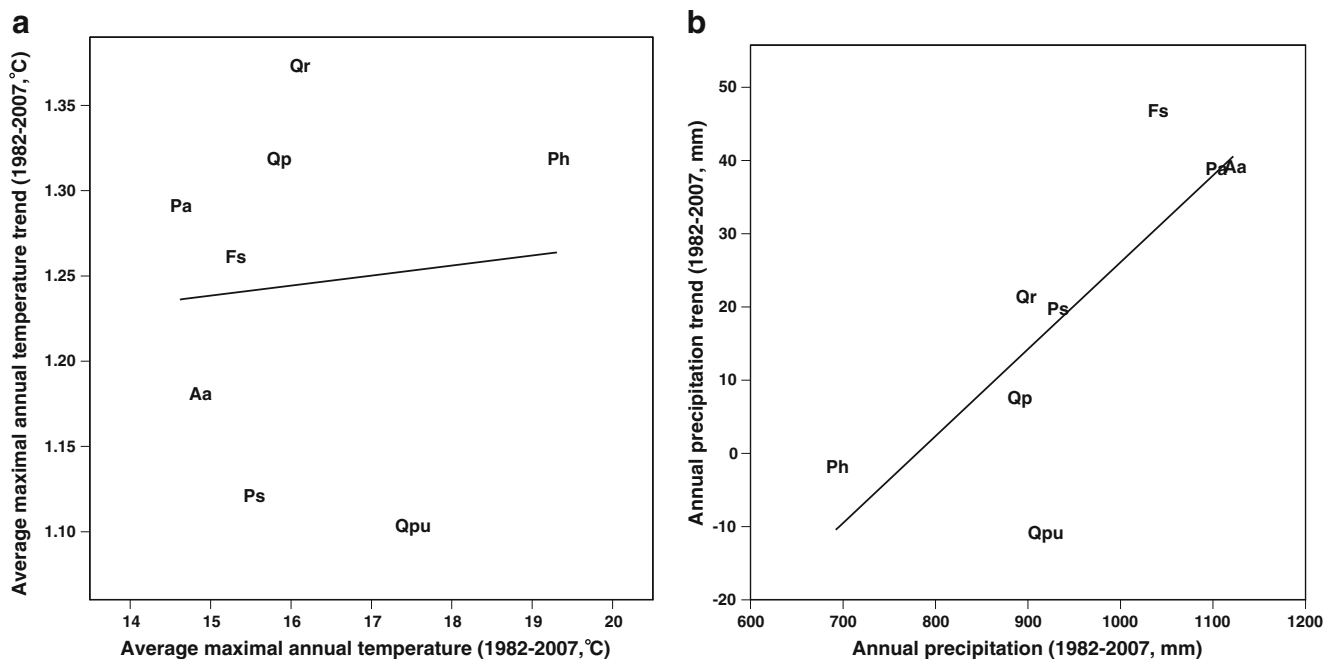 a
Average maximal annual temperature trend (1982-2007,°C)
1.35
1.30
1.25
1.20
1.15
1.10
Qr
Qp
Ph
Pa
Fs
Aa
Ps
Qpu
14 15 16 17 18 19 20
Average maximal annual temperature (1982-2007,°C)
b
Annual precipitation trend (1982-2007, mm)
50
40
30
20
10
0
-10
-20
Fs
Pa Aa
Qr
Ps
Qp
Ph
Qpu
600 700 800 900 1000 1100 1200
Annual precipitation (1982-2007, mm)